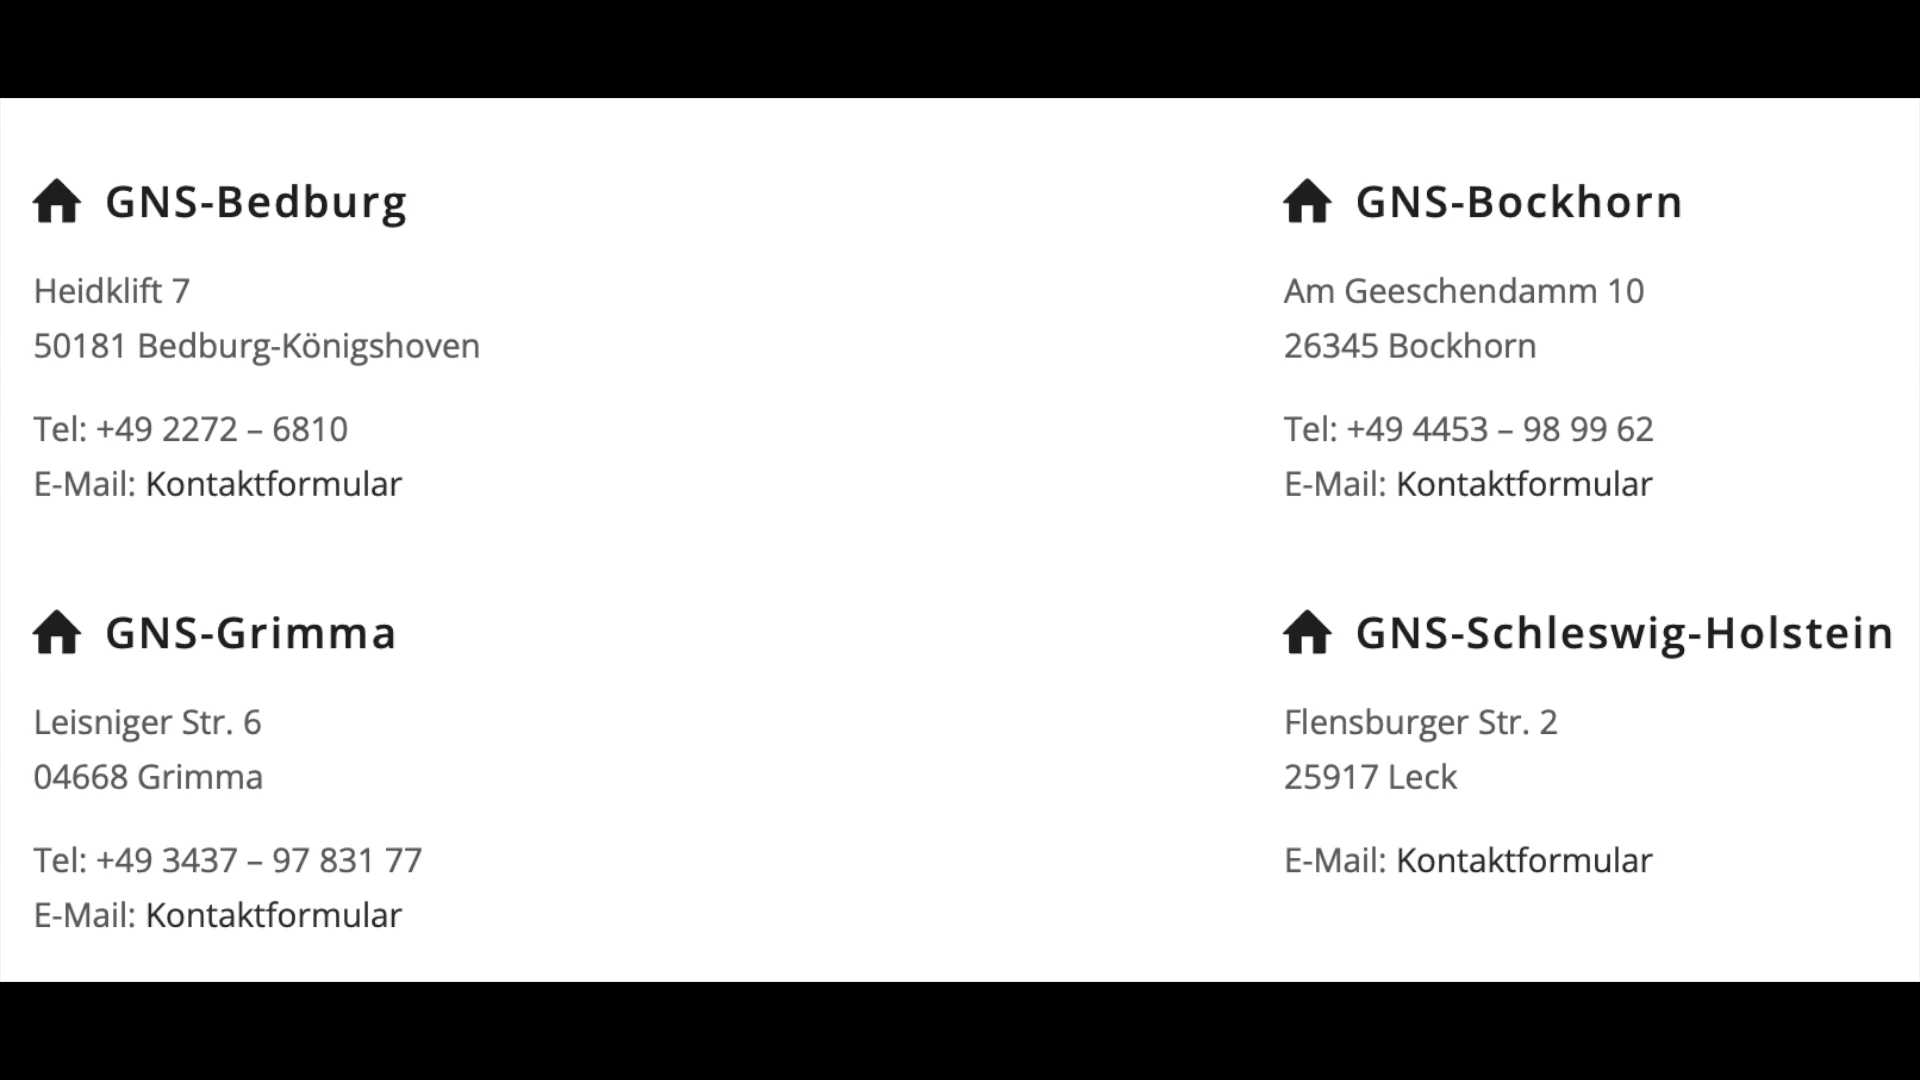 GNS-Bedburg
Heidklift 7
50181 Bedburg-Königshoven
Tel: +49 2272 – 6810
E-Mail: Kontaktformular
GNS-Bockhorn
Am Geeschendamm 10
26345 Bockhorn
Tel: +49 4453 – 98 99 62
E-Mail: Kontaktformular
GNS-Grimma
Leisniger Str. 6
04668 Grimma
Tel: +49 3437 – 97 831 77
E-Mail: Kontaktformular
GNS-Schleswig-Holstein
Flensburger Str. 2
25917 Leck
E-Mail: Kontaktformular